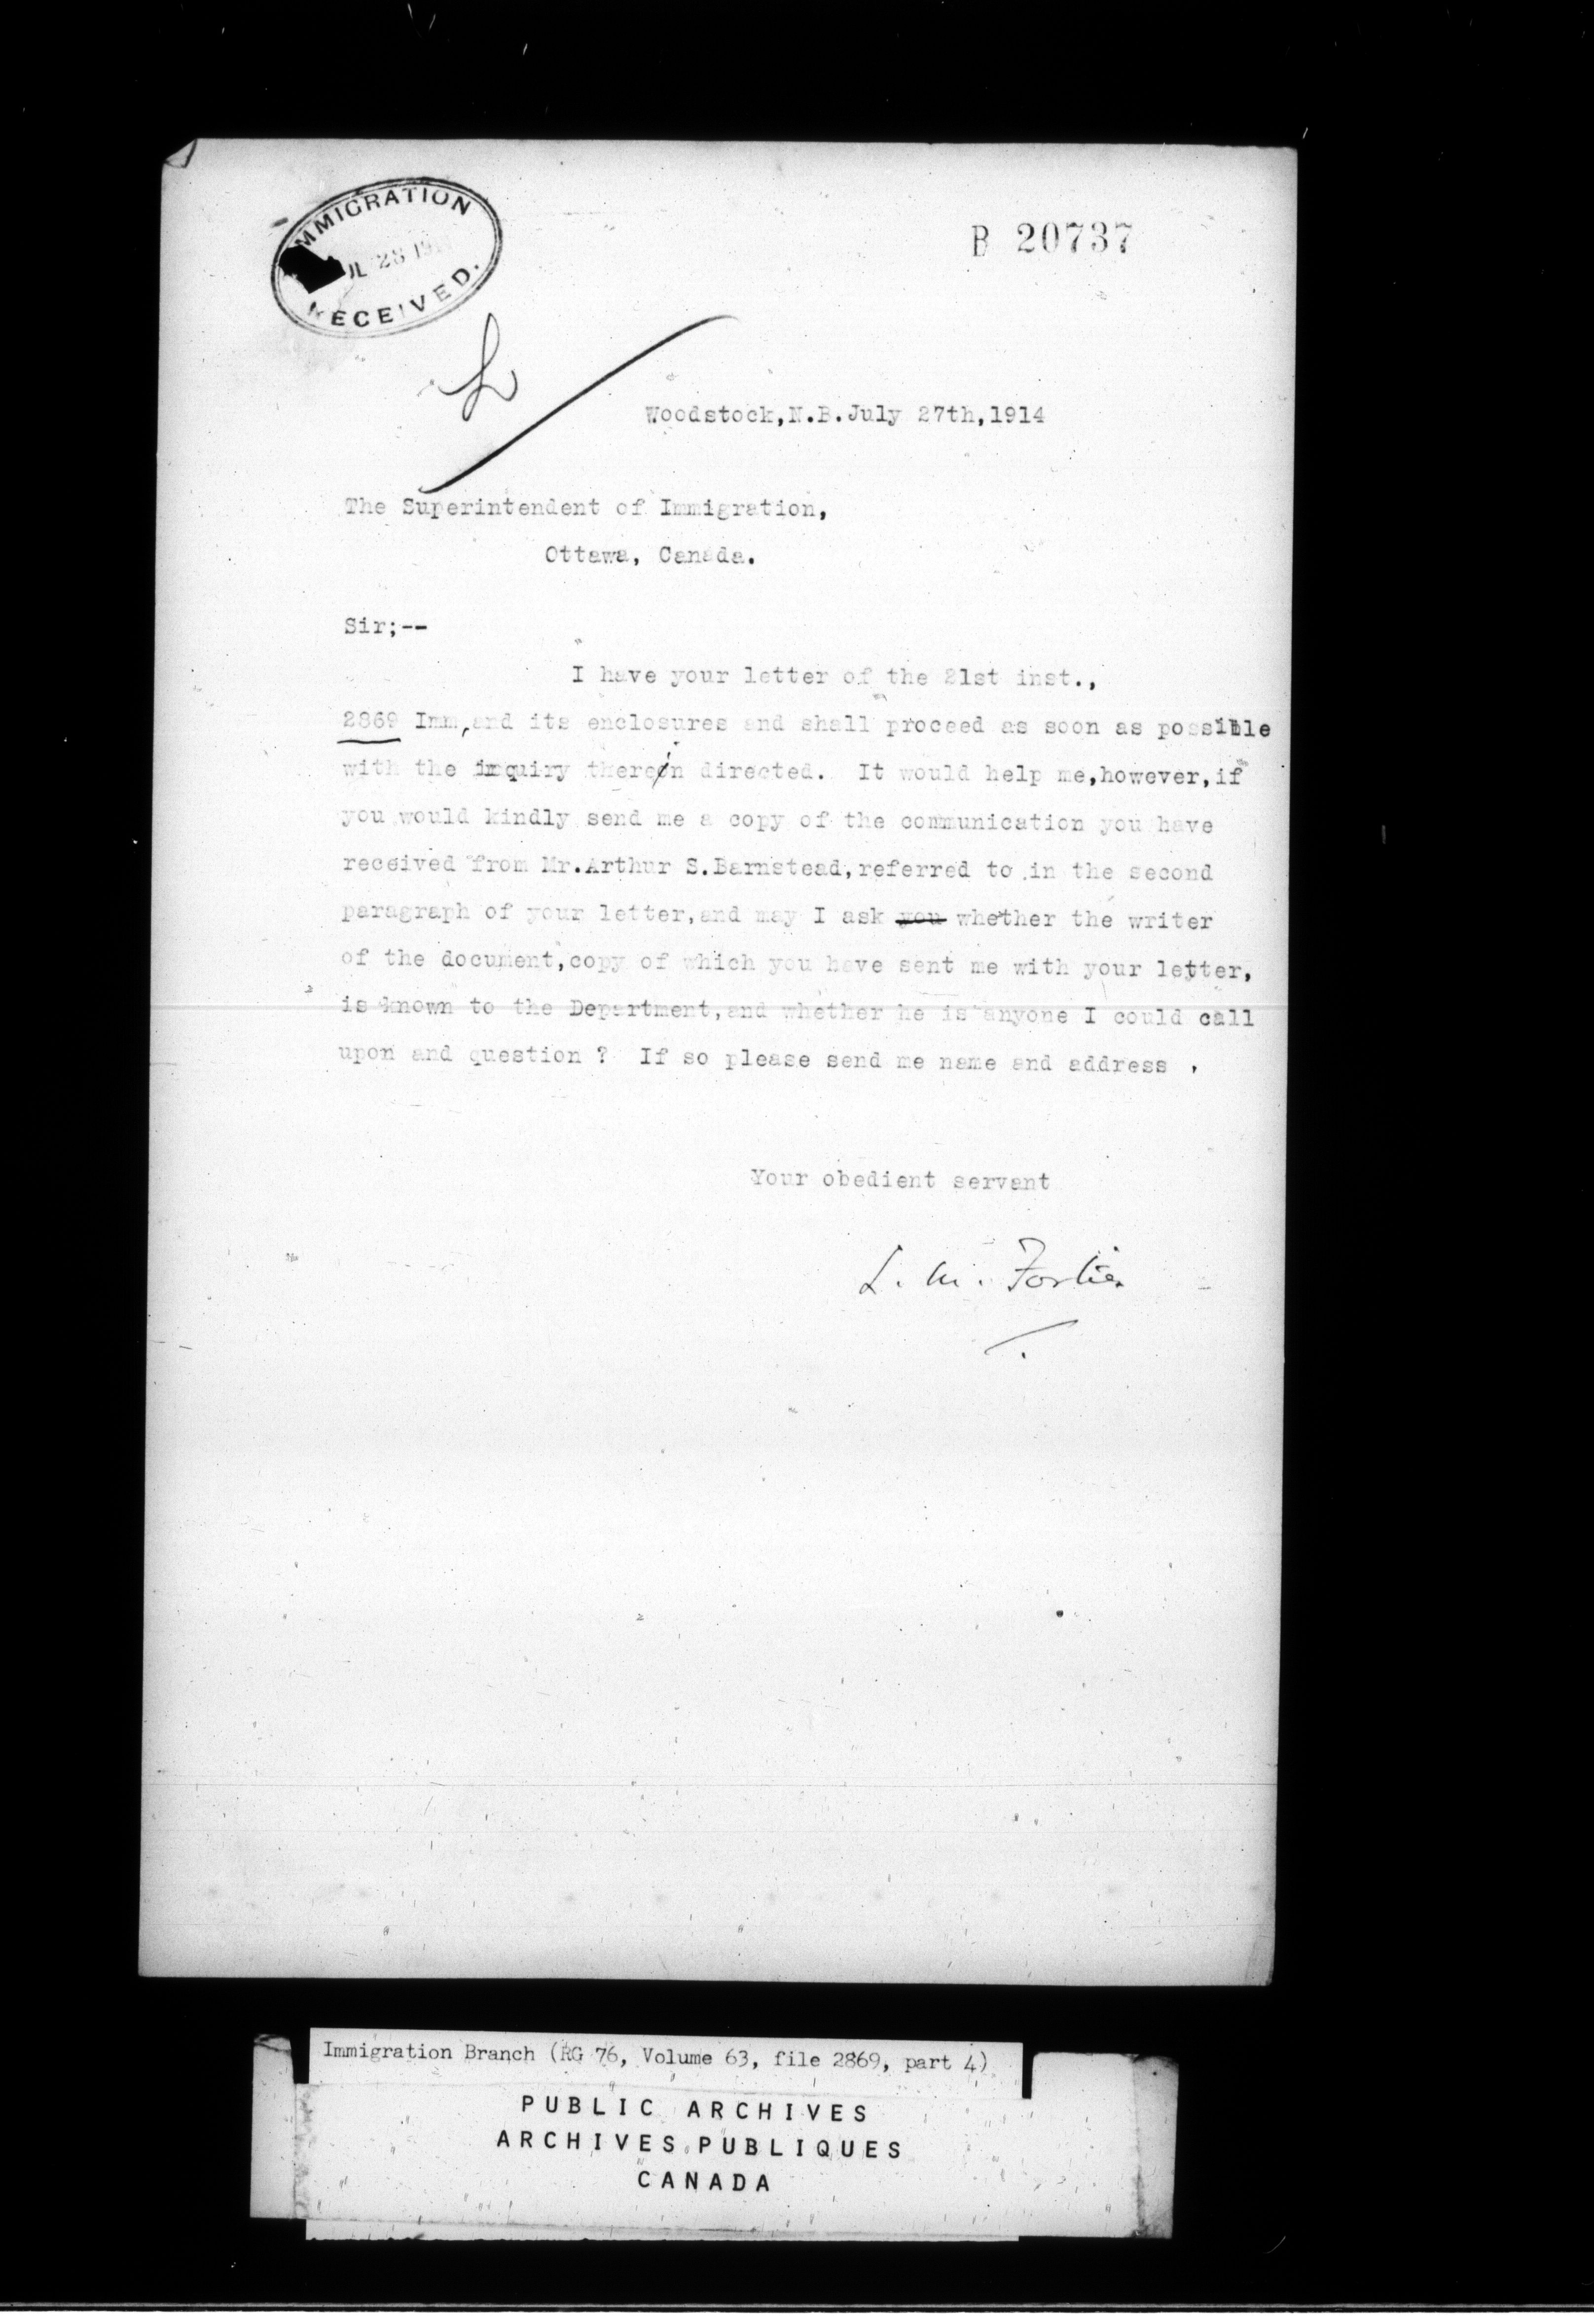 IMMIGRATION
JUL 28 19
RECEIVED.
B 20737
Woodstock,N.B.July 27th,1914
The Superintendent of Immigration,
Ottawa, Canada.
Sir;--
I have your letter of the 21st inst.,
2869 Imm,and its enclosures and shall proceed as soon as possible
with the inquiry therein directed. It would help me,however,if
you would kindly send me a copy of the communication you have
received from Mr.Arthur S.Barnstead,referred to in the second
paragraph of your letter,and may I ask you whether the writer
of the document,copy of which you have sent me with your letter,
is known to the Department,and whether he is anyone I could call
upon and question ? If so please send me name and address .
Your obedient servant
L. M. Fortier
Immigration Branch (RG 76, Volume 63, file 2869, part 4)
PUBLIC ARCHIVES
ARCHIVES PUBLIQUES
CANADA